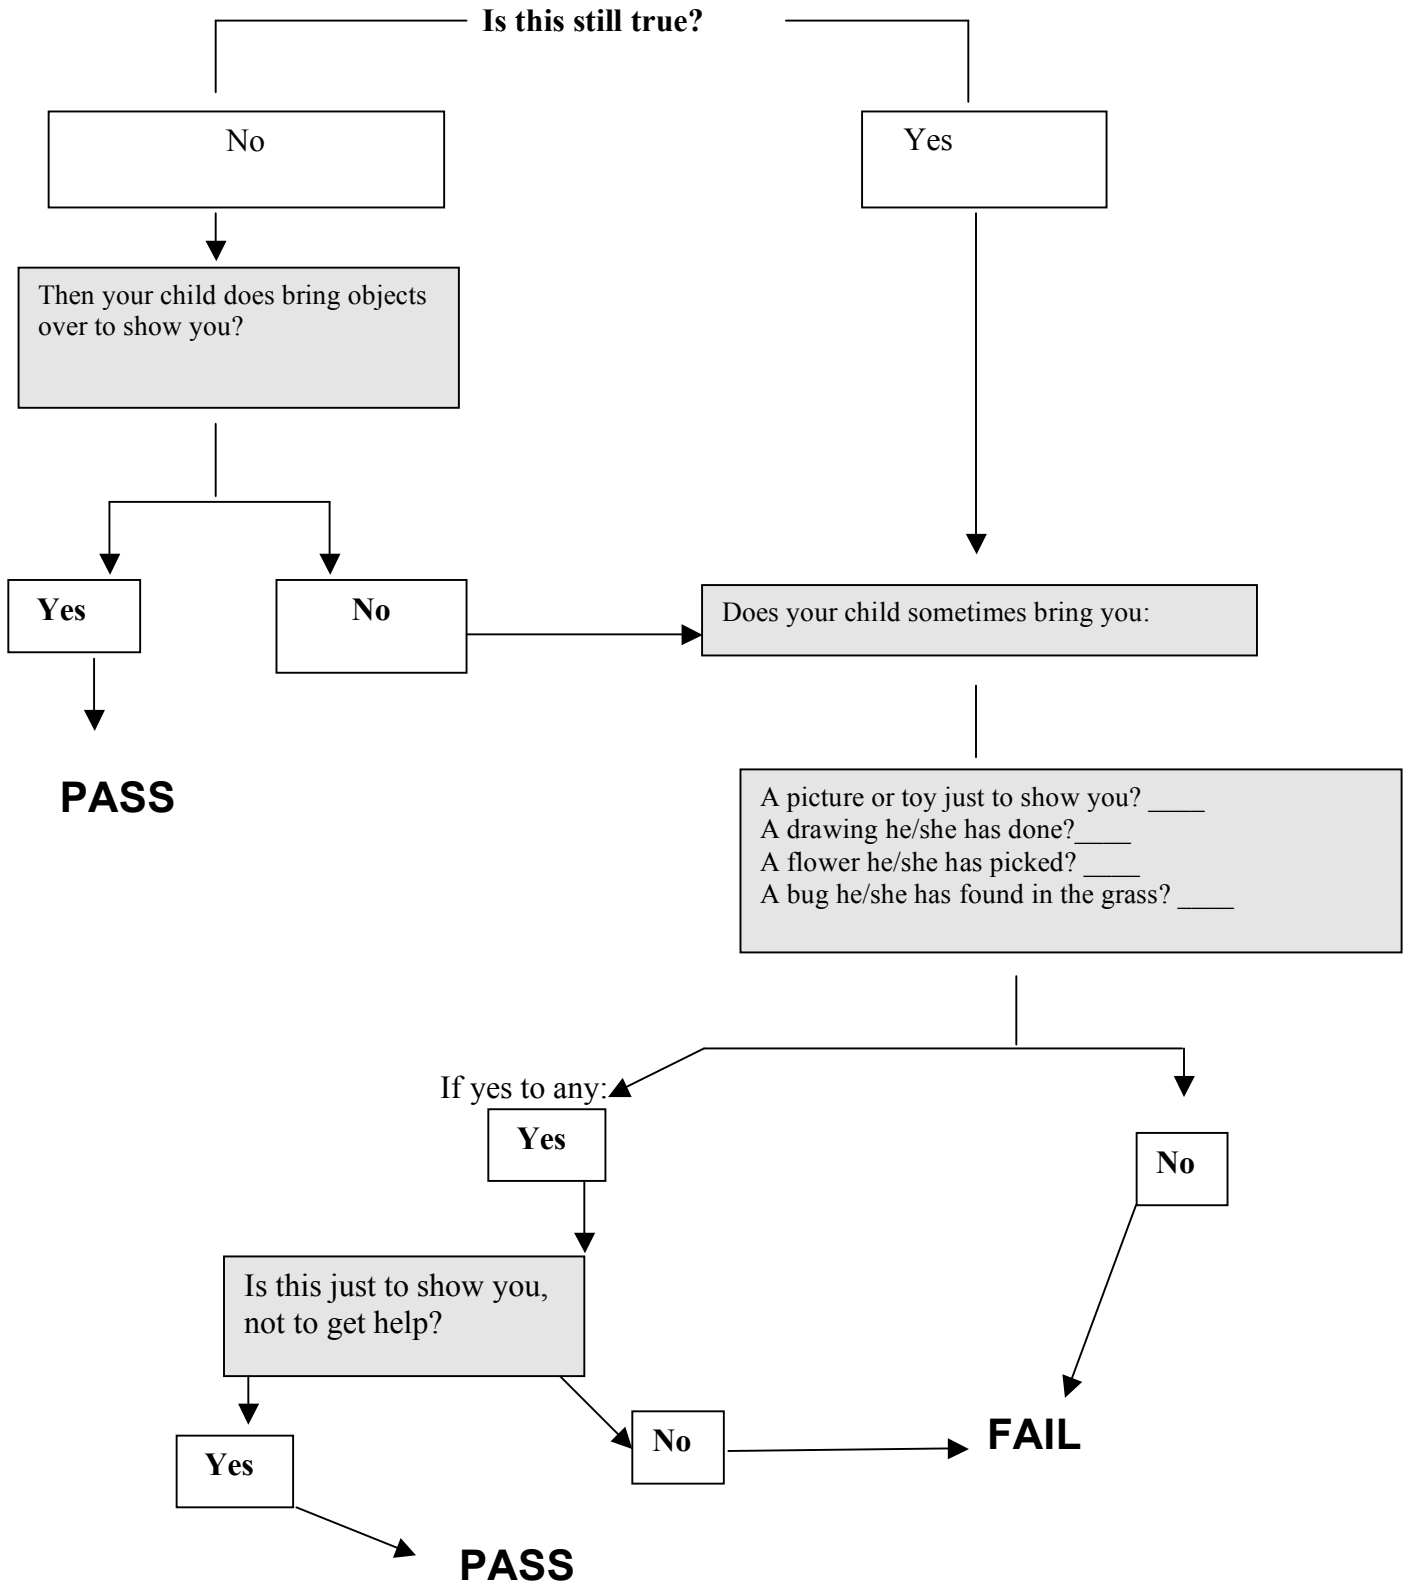 Is this still true?
No
Yes
Then your child does bring objects
over to show you?
Yes
No
Does your child sometimes bring you:
PASS
A picture or toy just to show you? ____
A drawing he/she has done?____
A flower he/she has picked? ____
A bug he/she has found in the grass? ____
If yes to any:
Yes
No
Is this just to show you,
not to get help?
Yes
No
FAIL
PASS